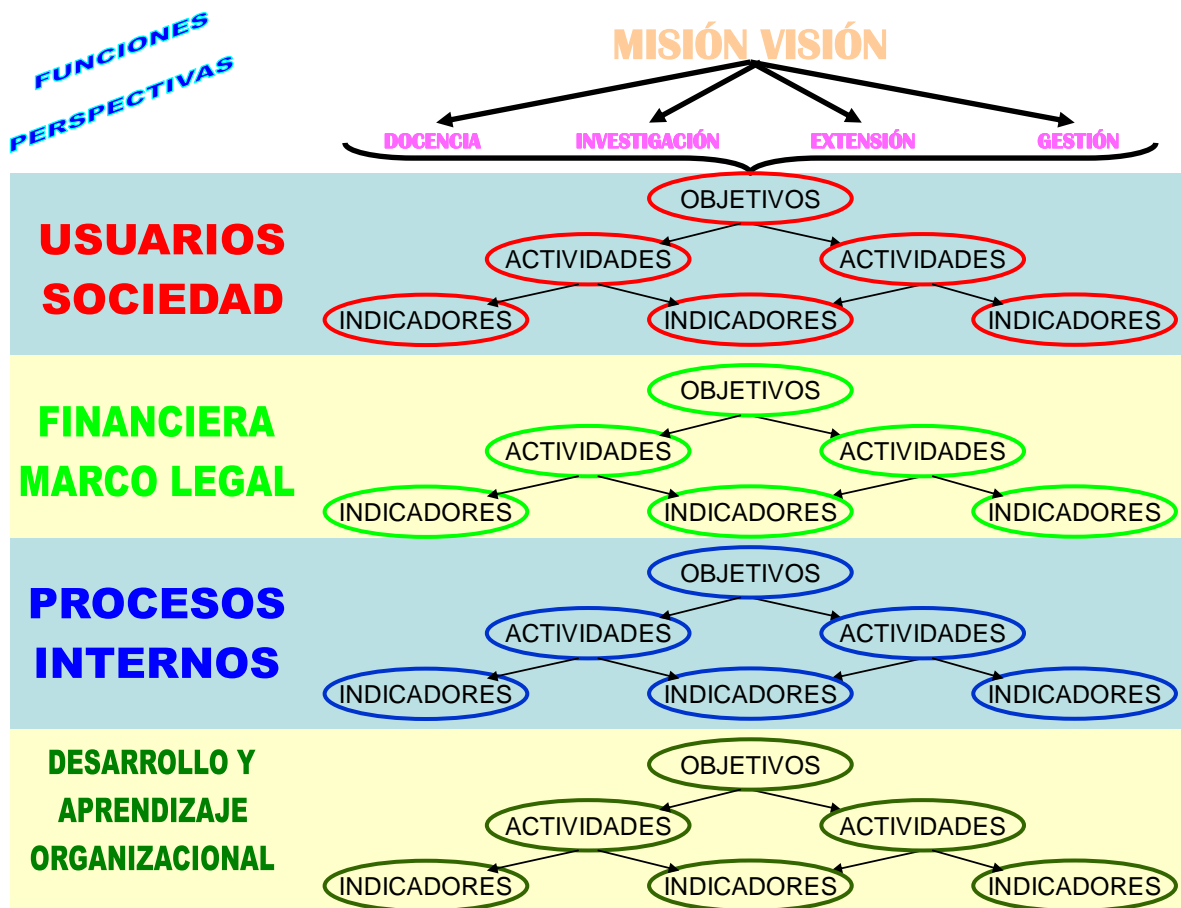 FUNCIONES
PERSPECTIVAS
MISIÓN VISIÓN
DOCENCIA INVESTIGACIÓN EXTENSIÓN GESTIÓN
USUARIOS
SOCIEDAD
OBJETIVOS
ACTIVIDADES ACTIVIDADES
INDICADORES INDICADORES INDICADORES
FINANCIERA
MARCO LEGAL
OBJETIVOS
ACTIVIDADES ACTIVIDADES
INDICADORES INDICADORES INDICADORES
PROCESOS
INTERNOS
OBJETIVOS
ACTIVIDADES ACTIVIDADES
INDICADORES INDICADORES INDICADORES
DESARROLLO Y
APRENDIZAJE
ORGANIZACIONAL
OBJETIVOS
ACTIVIDADES ACTIVIDADES
INDICADORES INDICADORES INDICADORES